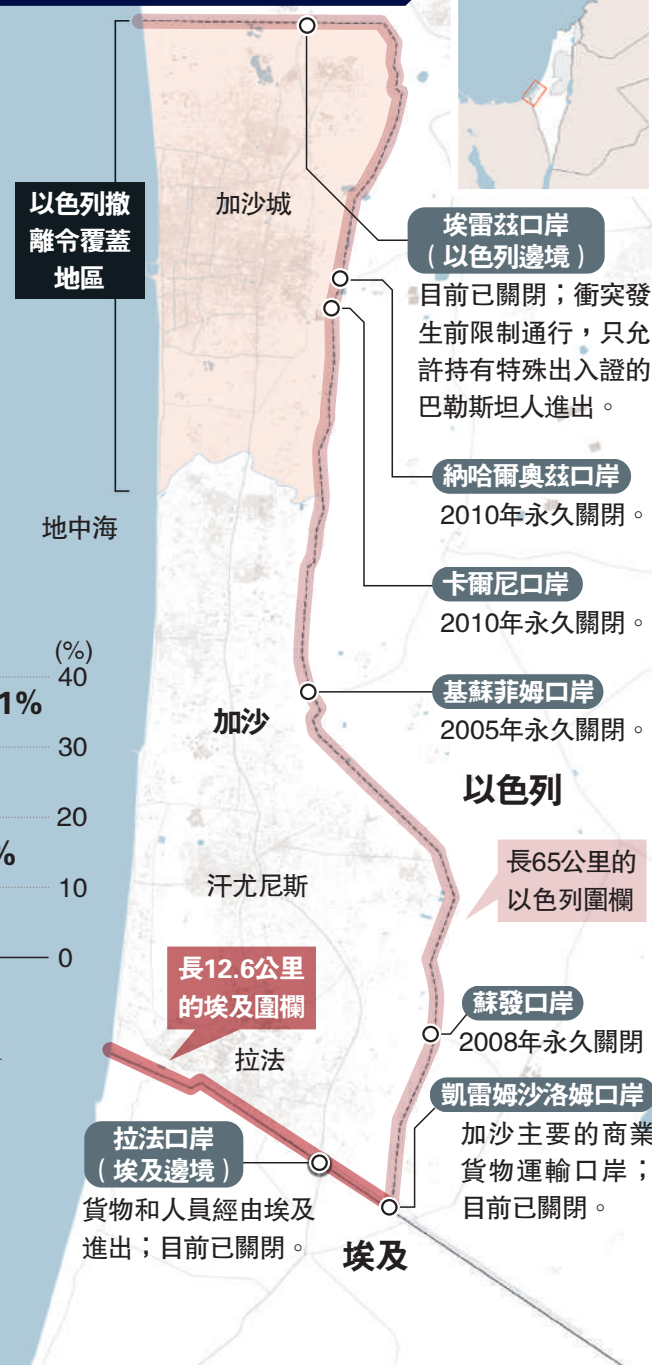 以色列撤
離令覆蓋
地區
加沙城
埃雷茲口岸
（以色列邊境）
目前已關閉；衝突發
生前限制通行，只允
許持有特殊出入證的
巴勒斯坦人進出。
納哈爾奧茲口岸
2010年永久關閉。
地中海
卡爾尼口岸
2010年永久關閉。
(%)
40
1%
30
20
%
10
0
基蘇菲姆口岸
2005年永久關閉。
加沙
以色列
長65公里的
以色列圍欄
汗尤尼斯
長12.6公里
的埃及圍欄
拉法
蘇發口岸
2008年永久關閉
凱雷姆沙洛姆口岸
加沙主要的商業
貨物運輸口岸；
目前已關閉。
拉法口岸
（埃及邊境）
貨物和人員經由埃及
進出；目前已關閉。
埃及